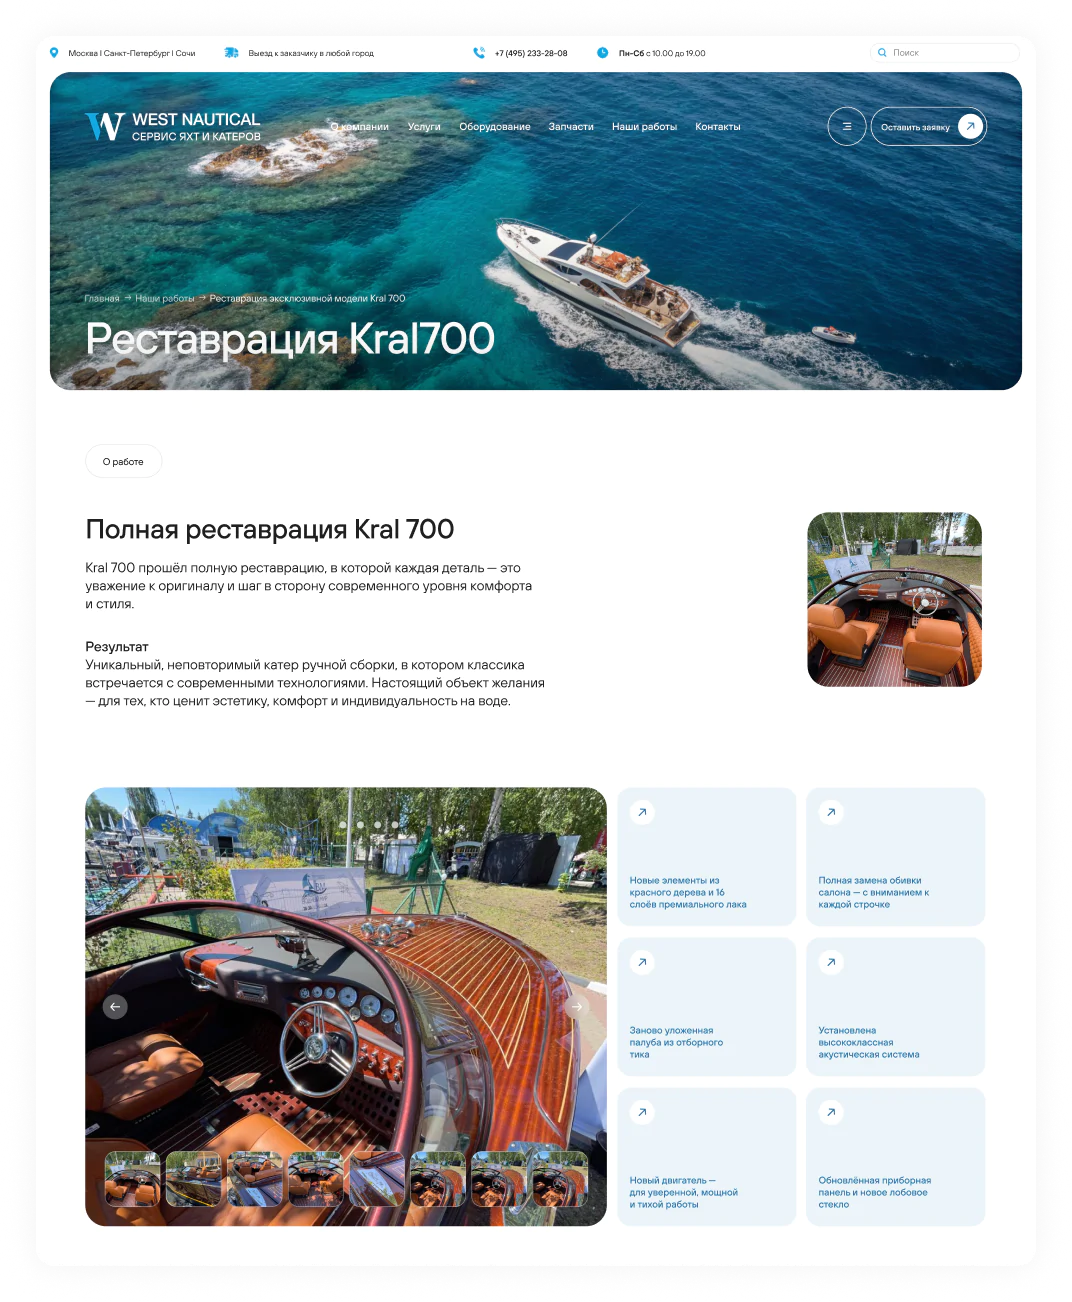 Москва I Санкт-Петербург I Сочи
Выезд к заказчику в любой город
+7 (495) 233-28-08
Пн-Сб с 10.00 до 19.00
Поиск
WEST NAUTICAL
СЕРВИС ЯХТ И КАТЕРОВ
О компании
Услуги
Оборудование
Запчасти
Наши работы
Контакты
Оставить заявку
Главная → Наши работы → Реставрация эксклюзивной модели Kral 700
Реставрация Kral700
О работе
Полная реставрация Kral 700
Kral 700 прошёл полную реставрацию, в которой каждая деталь — это
уважение к оригиналу и шаг в сторону современного уровня комфорта
и стиля.
Результат
Уникальный, неповторимый катер ручной сборки, в котором классика
встречается с современными технологиями. Настоящий объект желания
— для тех, кто ценит эстетику, комфорт и индивидуальность на воде.
Новые элементы из
красного дерева и 16
слоёв премиального лака
Полная замена обивки
салона — с вниманием к
каждой строчке
Заново уложенная
палуба из отборного
тика
Установлена
высококлассная
акустическая система
Новый двигатель —
для уверенной, мощной
и тихой работы
Обновлённая приборная
панель и новое лобовое
стекло